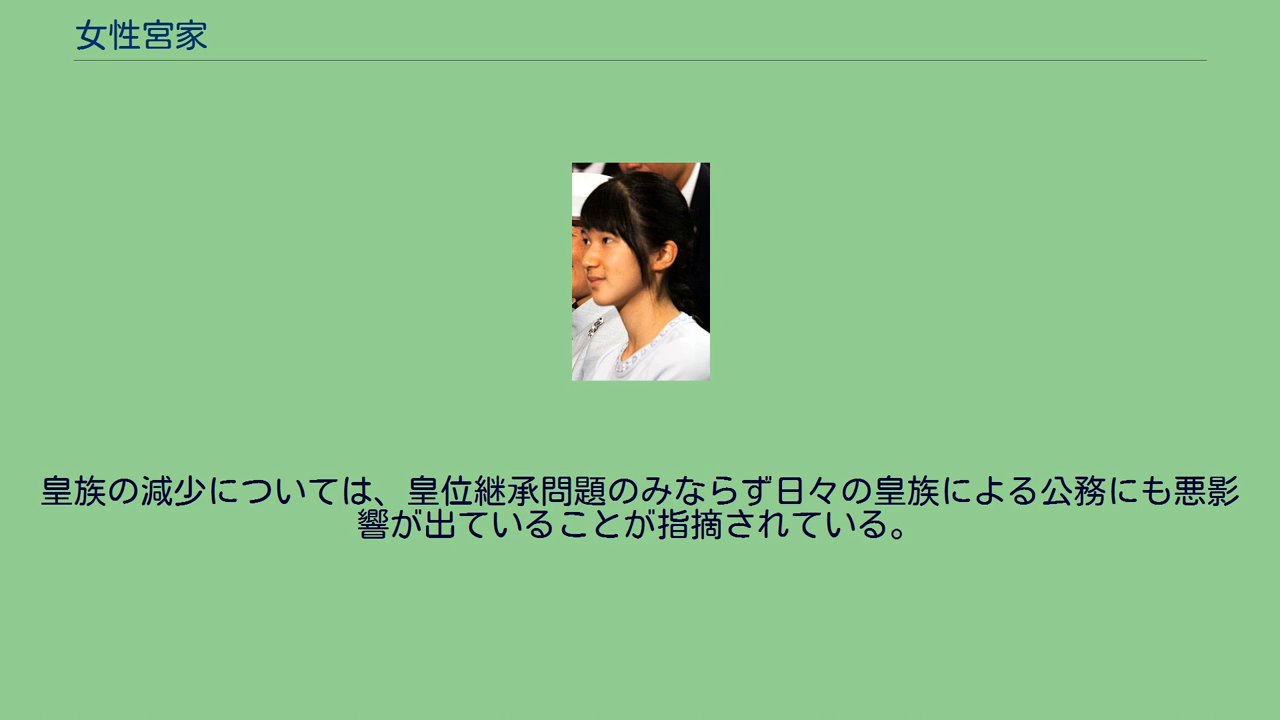 女性宮家
皇族の減少については、皇位継承問題のみならず日々の皇族による公務にも悪影
響が出ていることが指摘されている。